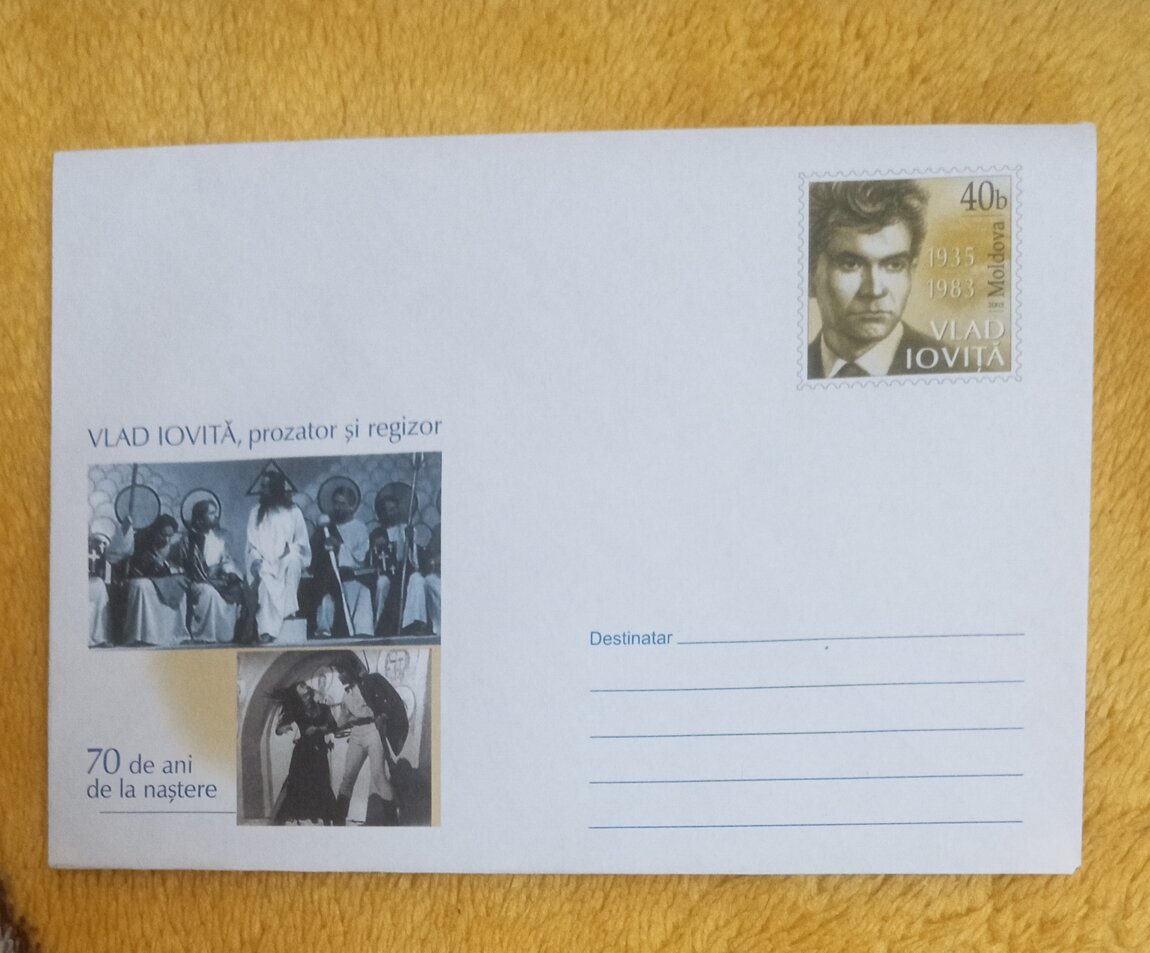 40b
Moldova
1935
1983
VLAD
IOVIȚĂ
VLAD IOVIȚĂ, prozator și regizor
70 de ani
de la naștere
Destinatar